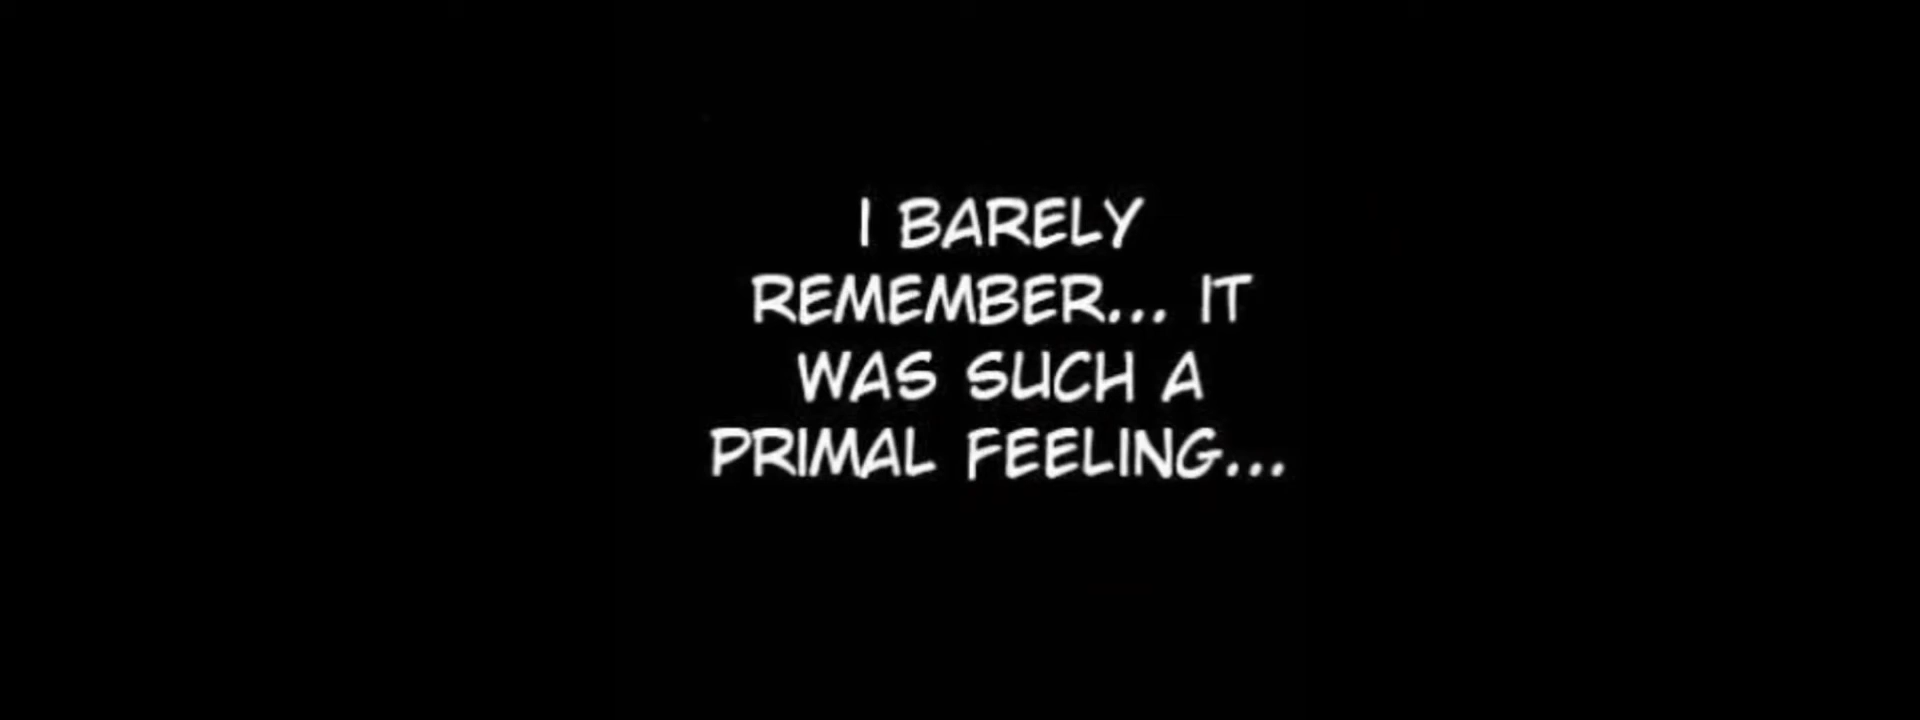 I BARELY
REMEMBER... IT
WAS SUCH A
PRIMAL FEELING...